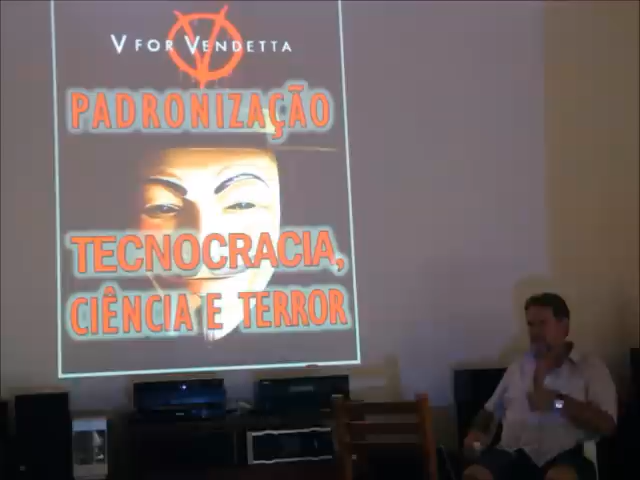 V FOR VENDETTA
PADRONIZAÇÃO
TECNOCRACIA,
CIÊNCIA E TERROR